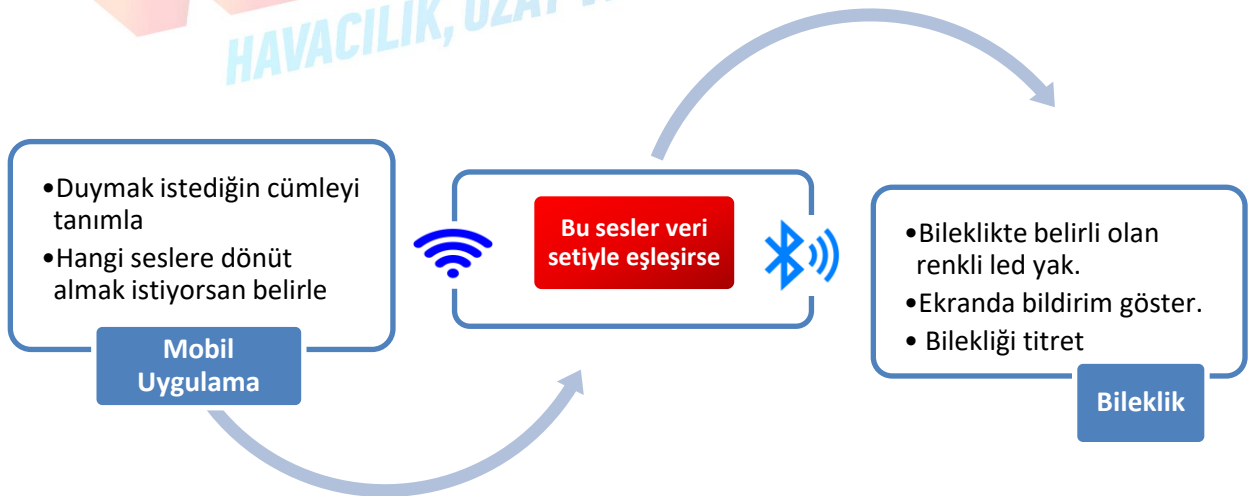 HAVACILIK, UZAY
•Duymak istediğin cümleyi
tanımla
•Hangi seslere dönüt
almak istiyorsan belirle
Mobil
Uygulama
Bu sesler veri
setiyle eşleşirse
•Bileklikte belirli olan
renkli led yak.
•Ekranda bildirim göster.
• Bilekliği titret
Bileklik